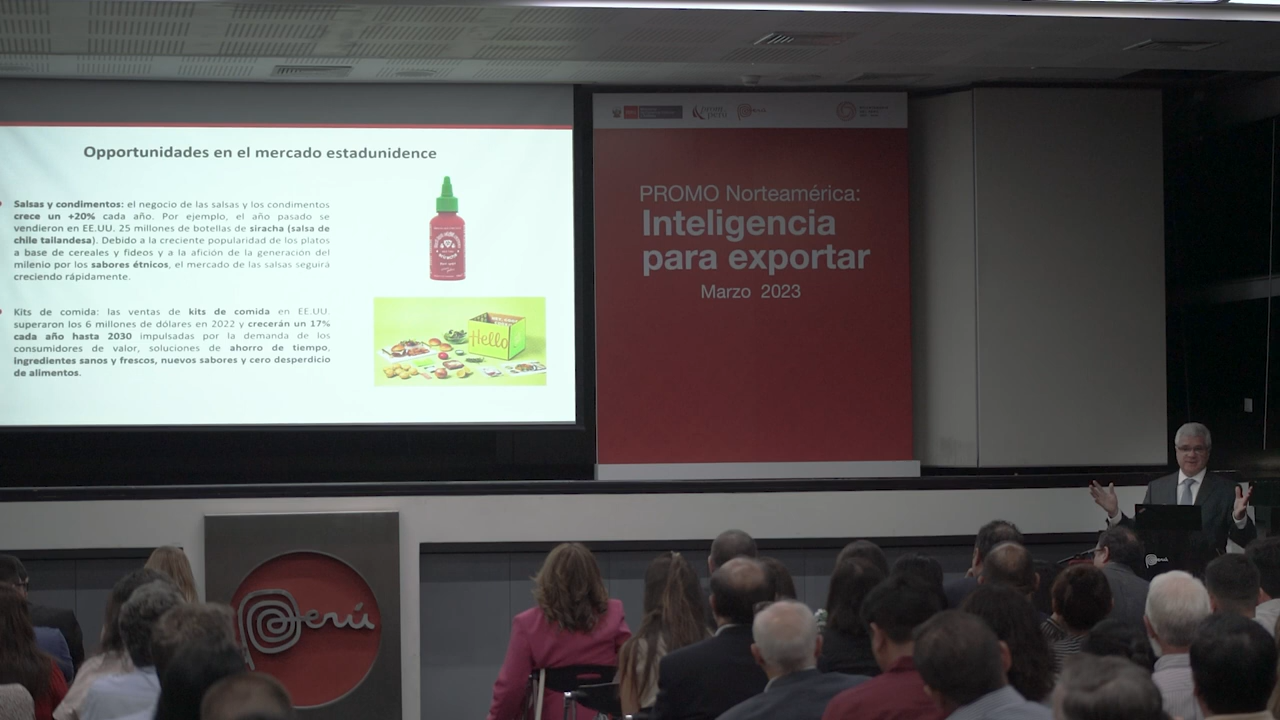 Opportunidades en el mercado estadunidence
Salsas y condimentos: el negocio de las salsas y los condimentos
crece un +20% cada año. Por ejemplo, el año pasado se
vendieron en EE.UU. 25 millones de botellas de siracha (salsa de
chile tailandesa). Debido a la creciente popularidad de los platos
a base de cereales y fideos y a la afición de la generacion del
milenio por los sabores étnicos, el mercado de las salsas seguirá
creciendo rápidamente.
Kits de comida: las ventas de kits de comida en EE.UU.
superaron los 6 millones de dólares en 2022 y crecerán un 17%
cada año hasta 2030 impulsadas por la demanda de los
consumidores de valor, soluciones de ahorro de tiempo,
ingredientes sanos y frescos, nuevos sabores y cero desperdicio
de alimentos.
Hello
PROMO Norteamérica:
Inteligencia
para exportar
Marzo 2023
Perú